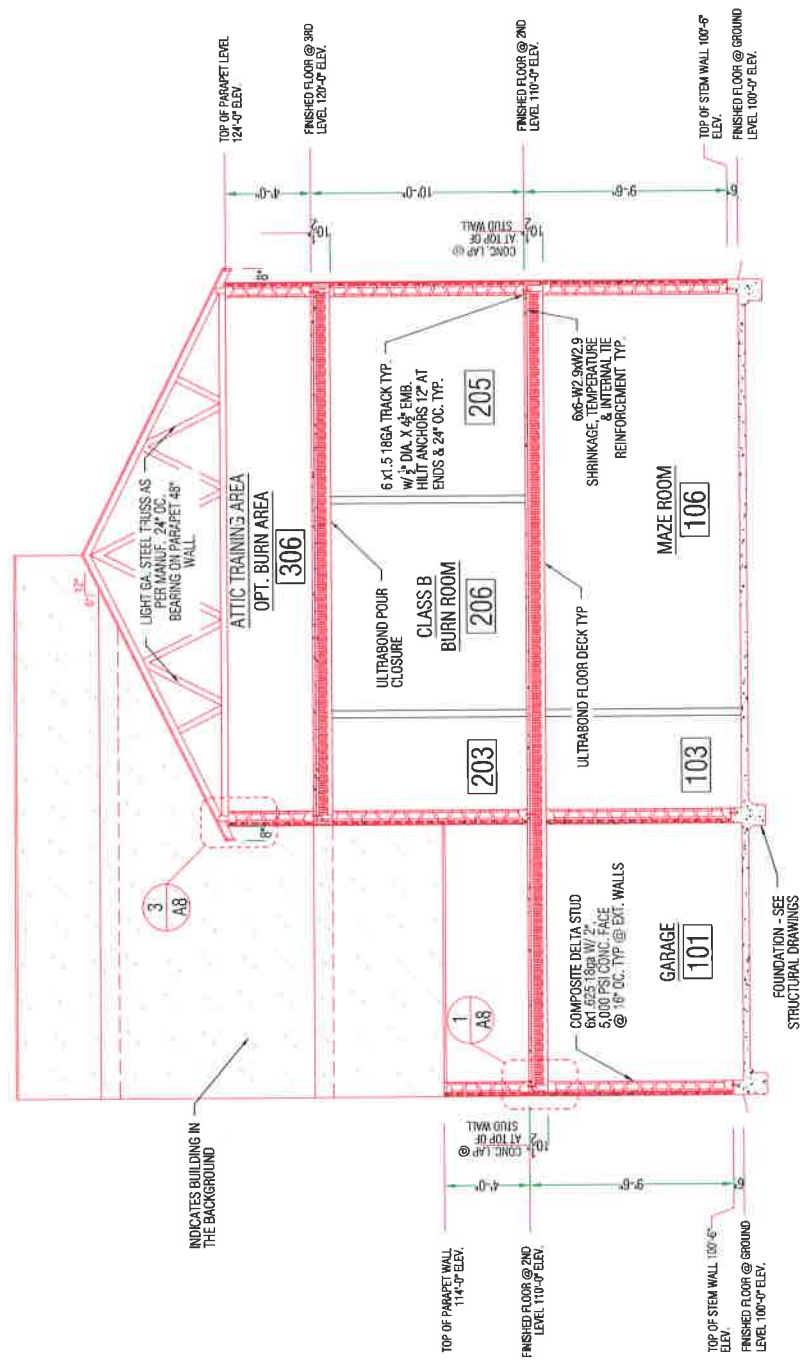 TOP OF PARAPET LEVEL
124'-0" ELEV.
FINISHED FLOOR @ 3RD
LEVEL 120'-0" ELEV.
FINISHED FLOOR @ 2ND
LEVEL 110'-0" ELEV.
TOP OF STEM WALL 100'-6"
ELEV.
FINISHED FLOOR @ GROUND
LEVEL 100'-0" ELEV.
4'-0"
10'-0"
9'-6"
6"
10 1/2"
CONC. LAP @
AT TOP OF
STUD WALL
10 1/2"
8"
12"
6"
LIGHT GA. STEEL TRUSS AS
PER MANUF. 24" OC.
BEARING ON PARAPET 48"
WALL.
ATTIC TRAINING AREA
OPT. BURN AREA
306
ULTRABOND POUR
CLOSURE
6 x1.5 18GA TRACK TYP.
W/ 1/2" DIA. X 4 1/2" EMB.
HILIT ANCHORS 12" AT
ENDS & 24" OC. TYP.
205
CLASS B
BURN ROOM
206
203
6x6-W2.9xW2.9
SHRINKAGE, TEMPERATURE
& INTERNAL TIE
REINFORCEMENT TYP.
ULTRABOND FLOOR DECK TYP
MAZE ROOM
106
103
8"
3
A8
1
A8
COMPOSITE DELTA STUD
6x1.625 18ga W/ 2",
5,000 PSI CONC. FACE
@ 16" OC. TYP @ EXT. WALLS
GARAGE
101
FOUNDATION - SEE
STRUCTURAL DRAWINGS
INDICATES BUILDING IN
THE BACKGROUND
CONC. LAP @
AT TOP OF
STUD WALL
10 1/2"
4'-0"
9'-6"
6"
TOP OF PARAPET WALL
114'-0" ELEV.
FINISHED FLOOR @ 2ND
LEVEL 110'-0" ELEV.
TOP OF STEM WALL 100'-6"
ELEV.
FINISHED FLOOR @ GROUND
LEVEL 100'-0" ELEV.